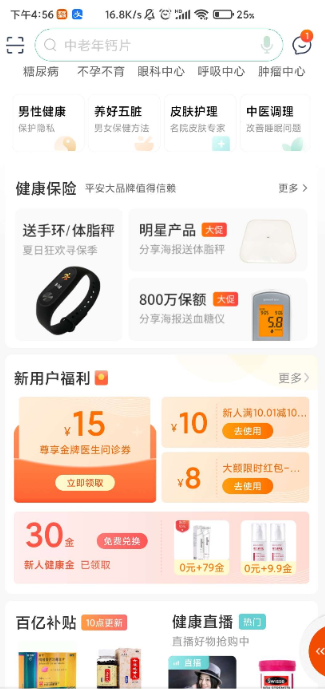 下午4:56
16.8K/s
25%
中老年钙片
1
糖尿病 不孕不育 眼科中心 呼吸中心 肿瘤中心
男性健康 养好五脏 皮肤护理 中医调理
保护隐私 男女保健方法 名院皮肤专家 改善睡眠问题
健康保险 平安大品牌值得信赖 更多 >
送手环/体脂秤
夏日狂欢寻保季
明星产品 大促
分享海报送体脂秤
800万保额 大促
分享海报送血糖仪
5.8
新用户福利 更多 >
¥15
尊享金牌医生问诊券
立即领取
¥10
新人满10.01减10...
去使用
¥8
大额限时红包-...
去使用
30金 免费兑换
新人健康金 已领取
0元+79金
0元+9.9金
百亿补贴 10点更新
健康直播 热门
直播好物抢购中
直播
swisse